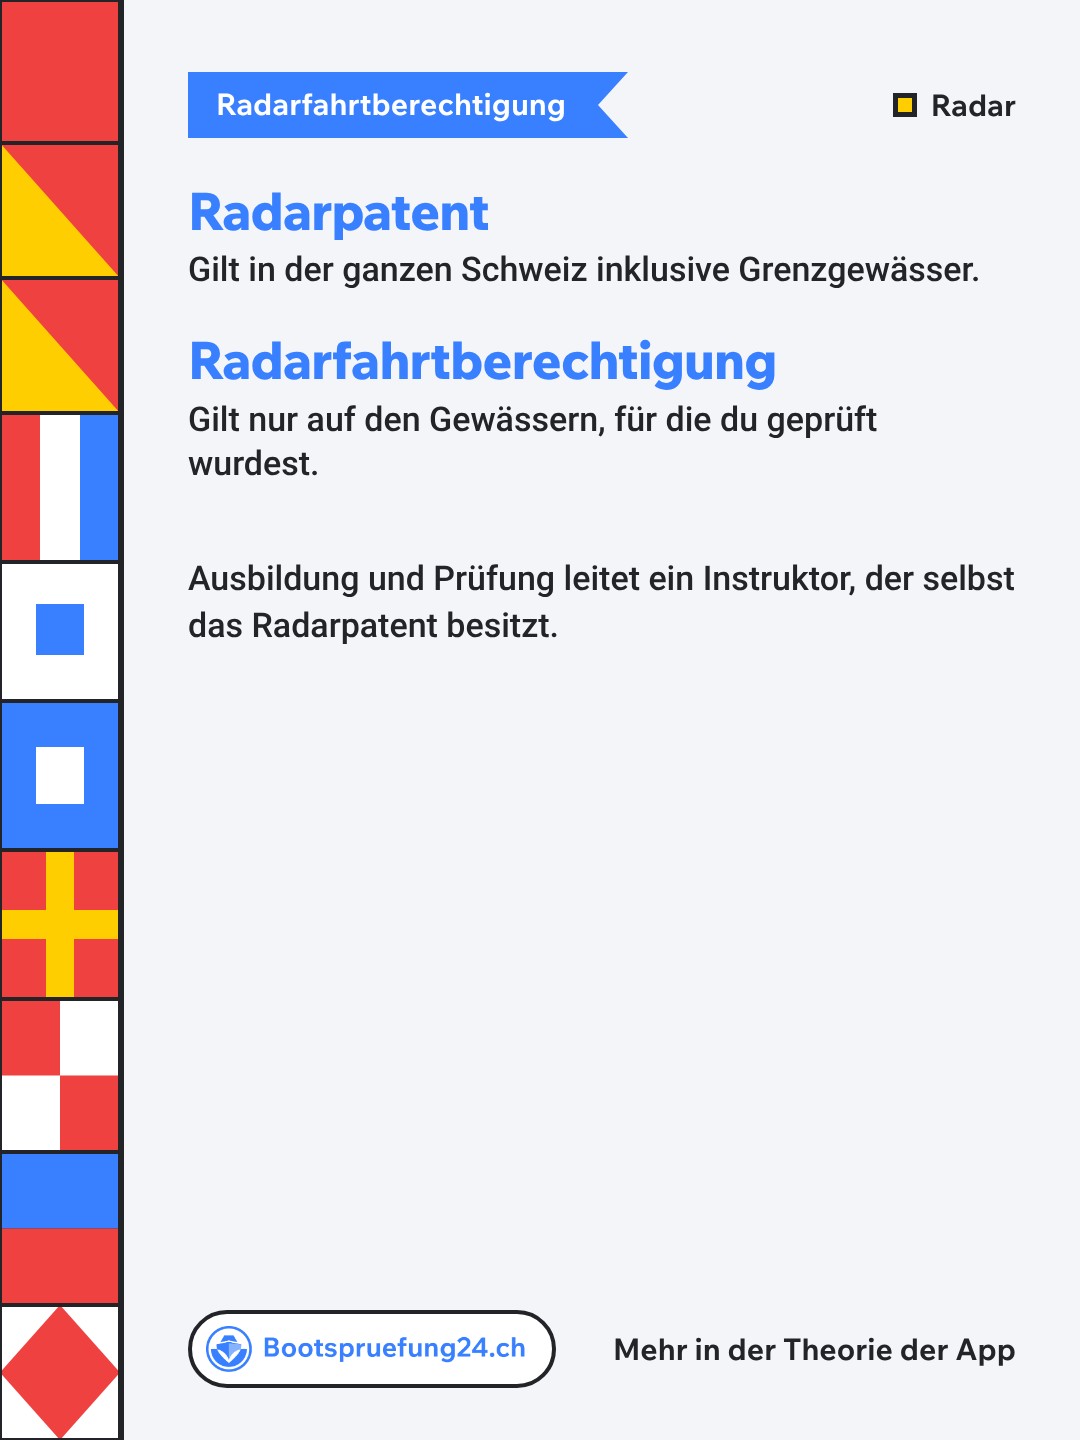 Radarfahrtberechtigung
Radar
Radarpatent
Gilt in der ganzen Schweiz inklusive Grenzgewässer.
Radarfahrtberechtigung
Gilt nur auf den Gewässern, für die du geprüft
wurdest.
Ausbildung und Prüfung leitet ein Instruktor, der selbst
das Radarpatent besitzt.
Bootspruefung24.ch
Mehr in der Theorie der App